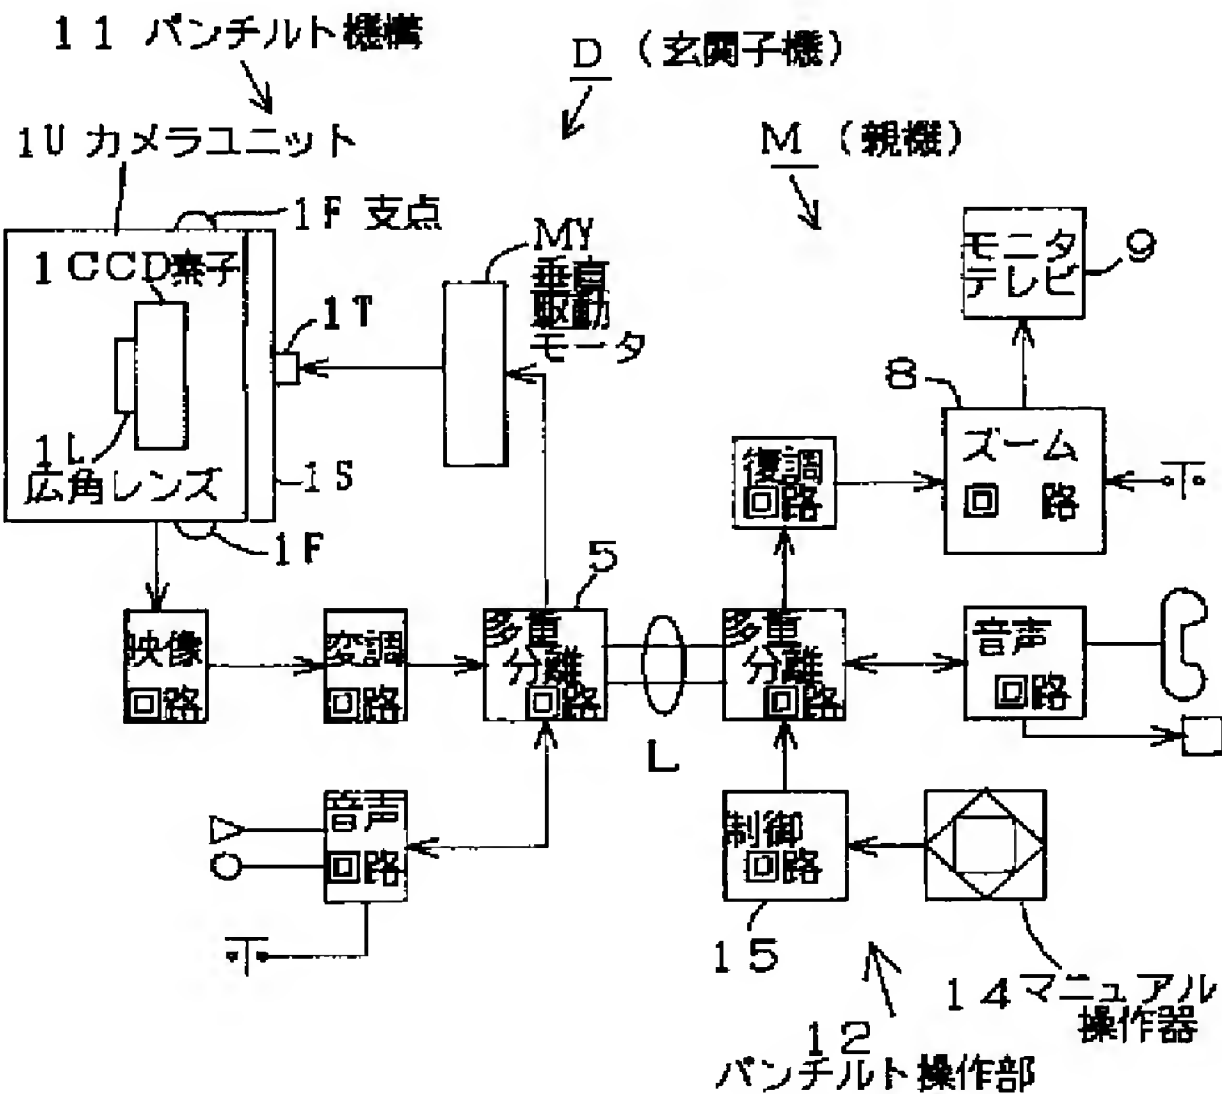 11 パンチルト機構
D (玄関子機)
1U カメラユニット
M (親機)
1F 支点
MY
垂直
駆動
モータ
モニタ
テレビ
9
1 CCD素子
1T
8
ズーム
回 路
1L
広角レンズ
1S
復調
回路
1F
5
映像
回路
変調
回路
多重
分離
回路
多重
分離
回路
音声
回路
L
音声
回路
制御
回路
15
14マニュアル
操作器
12
パンチルト操作部